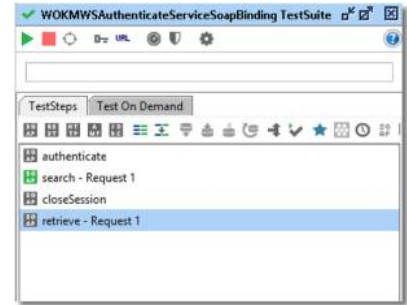 WOKMWSAuthenticateServiceSoapBinding TestSuite
URL
TestSteps Test On Demand
authenticate
search - Request 1
closeSession
retrieve - Request 1